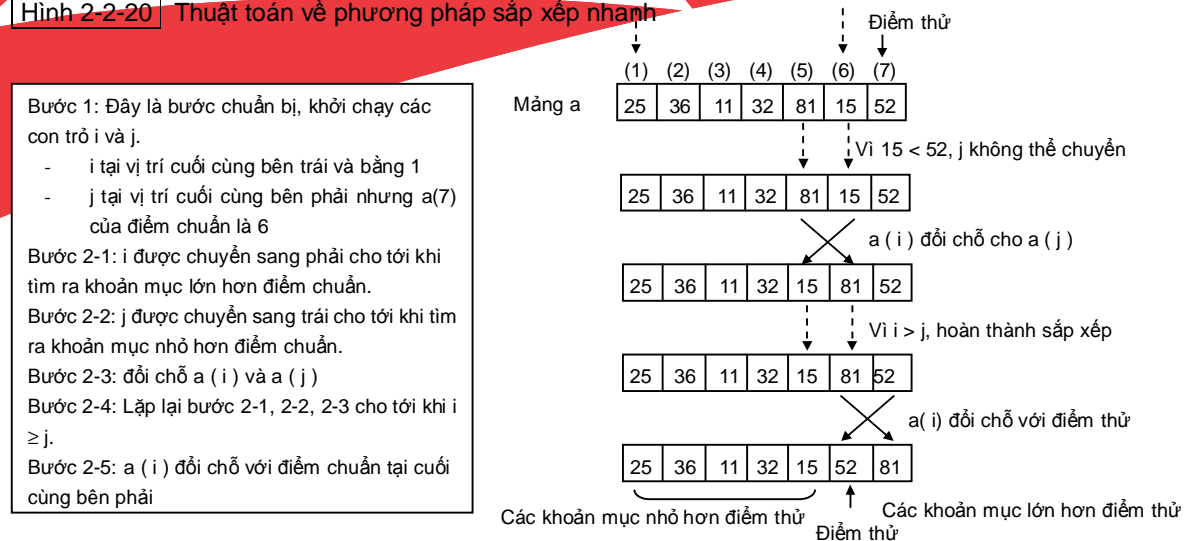 Hình 2-2-20 Thuật toán về phương pháp sắp xếp nhanh
Bước 1: Đây là bước chuẩn bị, khởi chạy các
con trỏ i và j.
- i tại vị trí cuối cùng bên trái và bằng 1
- j tại vị trí cuối cùng bên phải nhưng a(7)
của điểm chuẩn là 6
Bước 2-1: i được chuyển sang phải cho tới khi
tìm ra khoản mục lớn hơn điểm chuẩn.
Bước 2-2: j được chuyển sang trái cho tới khi tìm
ra khoản mục nhỏ hơn điểm chuẩn.
Bước 2-3: đổi chỗ a ( i ) và a ( j )
Bước 2-4: Lặp lại bước 2-1, 2-2, 2-3 cho tới khi i
≥ j.
Bước 2-5: a ( i ) đổi chỗ với điểm chuẩn tại cuối
cùng bên phải
Điểm thử
(1) (2) (3) (4) (5) (6) (7)
Mảng a 25 36 11 32 81 15 52
Vì 15 < 52, j không thể chuyển
25 36 11 32 81 15 52
a ( i ) đổi chỗ cho a ( j )
25 36 11 32 15 81 52
Vì i > j, hoàn thành sắp xếp
25 36 11 32 15 81 52
a( i) đổi chỗ với điểm thử
25 36 11 32 15 52 81
Các khoản mục nhỏ hơn điểm thử
Điểm thử
Các khoản mục lớn hơn điểm thử